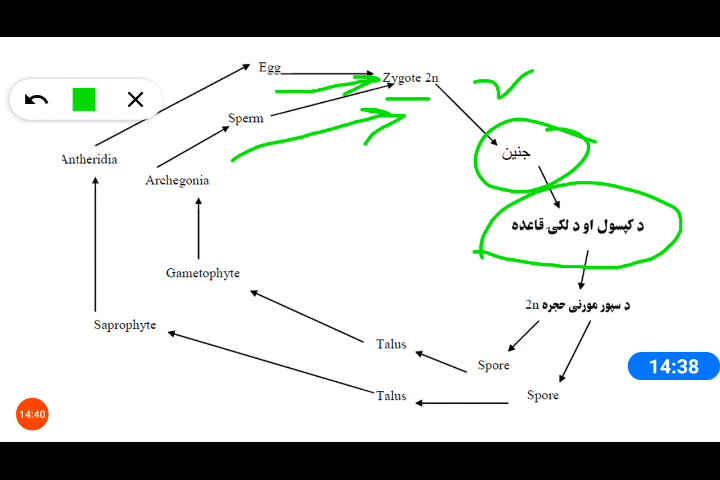 Egg
Zygote 2n
Sperm
جنین
Antheridia
Archegonia
د کپسول او د لکۍ قاعده
Gametophyte
د سپور مورنی حجره 2n
Saprophyte
Talus
Spore
14:38
Talus
Spore
14:40